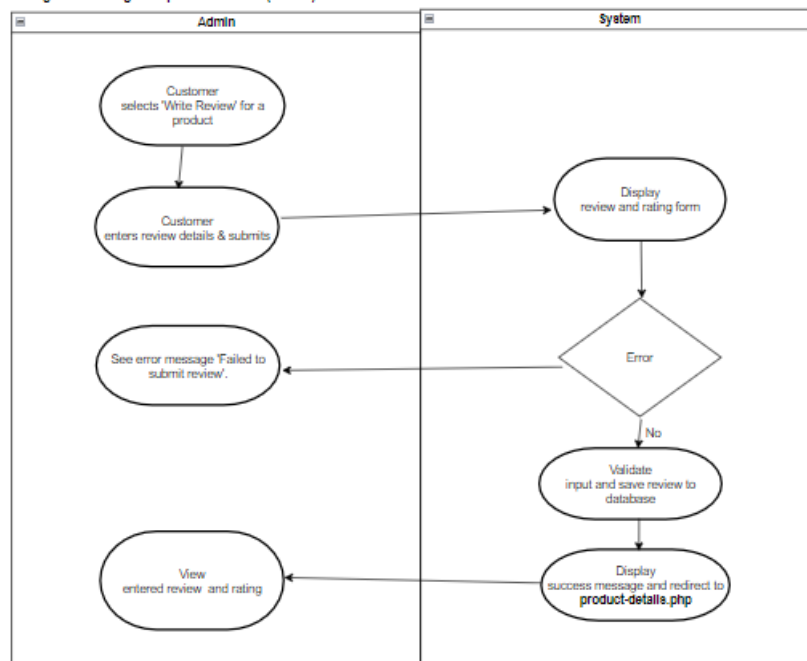 Admin
System
Customer
selects 'Write Review' for a
product
Display
review and rating form
Customer
enters review details & submits
See error message 'Failed to
submit review'.
Error
No
Validate
input and save review to
database
View
entered review and rating
Display
success message and redirect to
product-details.php